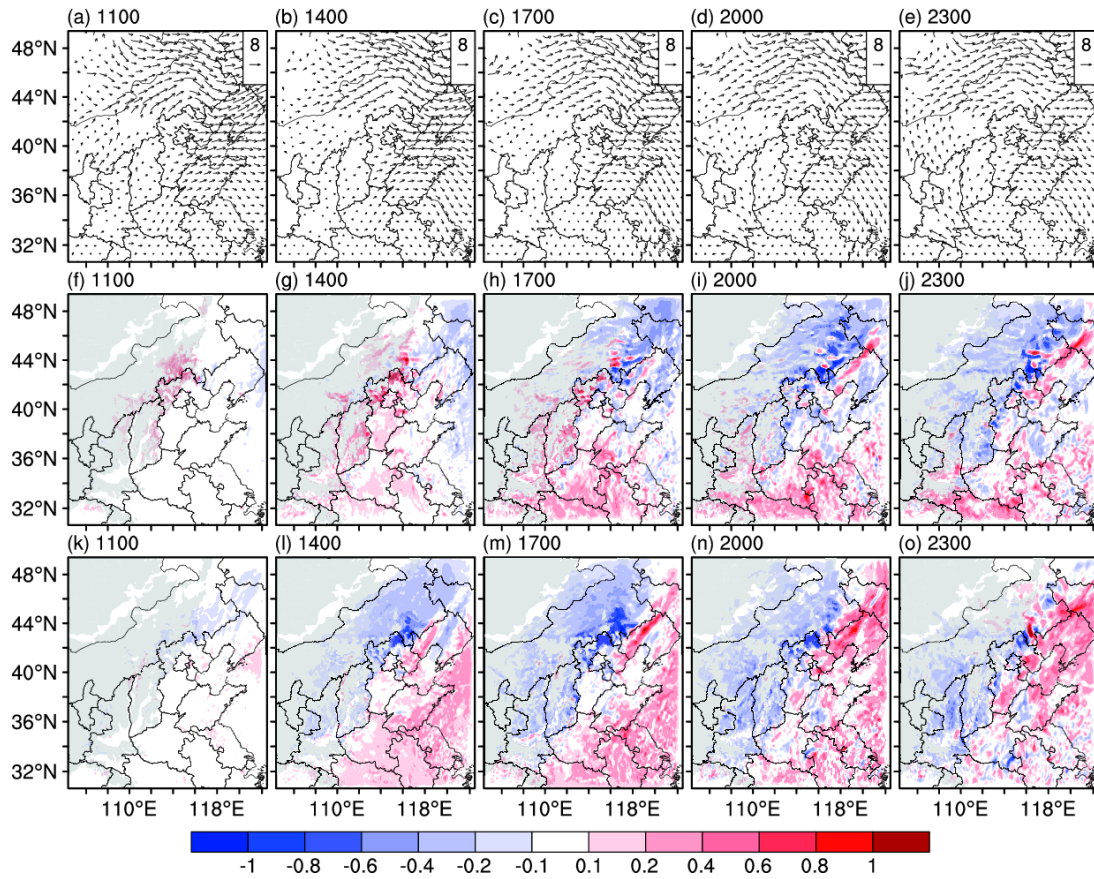 (a) 1100 (b) 1400 (c) 1700 (d) 2000 (e) 2300
8 8 8 8 8
48°N
44°N
40°N
36°N
32°N
(f) 1100 (g) 1400 (h) 1700 (i) 2000 (j) 2300
48°N
44°N
40°N
36°N
32°N
(k) 1100 (l) 1400 (m) 1700 (n) 2000 (o) 2300
48°N
44°N
40°N
36°N
32°N
110°E 118°E 110°E 118°E 110°E 118°E 110°E 118°E 110°E 118°E
-1 -0.8 -0.6 -0.4 -0.2 -0.1 0.1 0.2 0.4 0.6 0.8 1